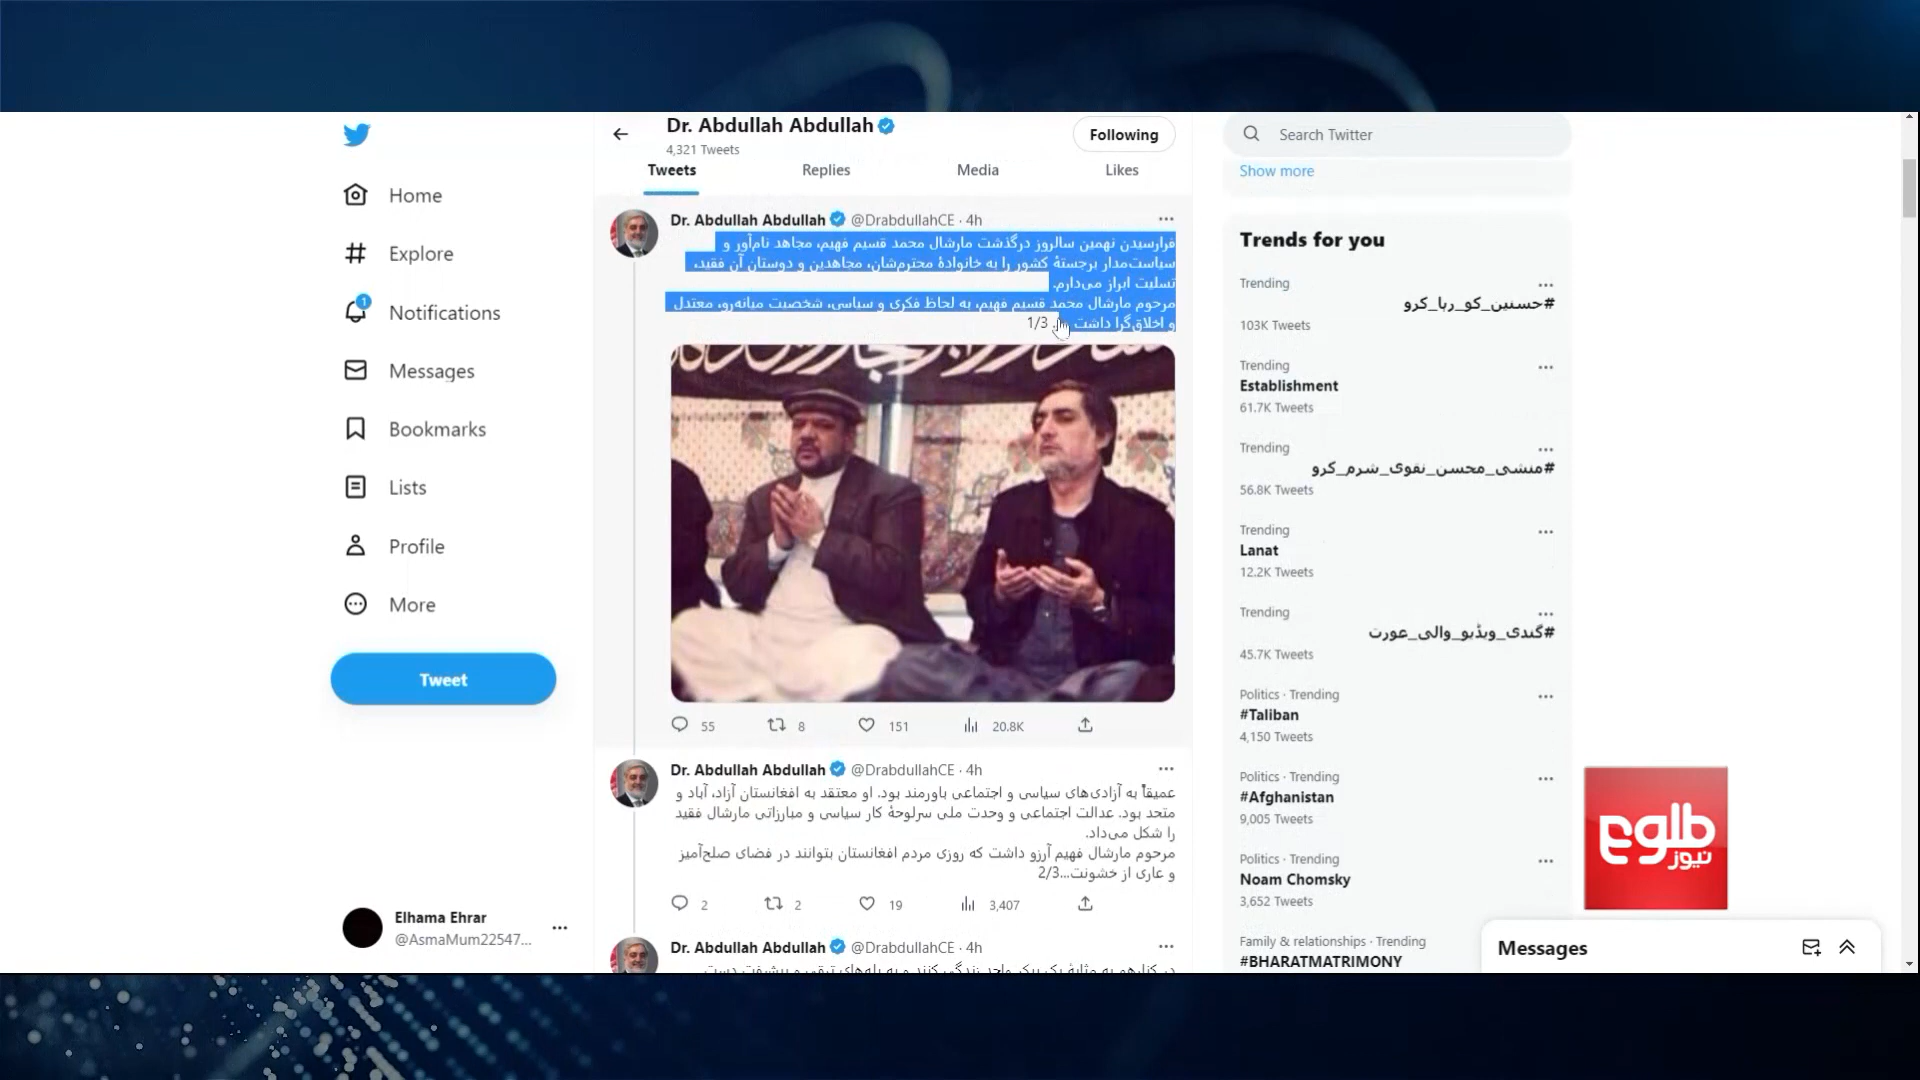 Dr. Abdullah Abdullah
4,321 Tweets
Following
Tweets
Replies
Media
Likes
Home
Explore
1
Notifications
Messages
Bookmarks
Lists
Profile
More
Tweet
Elhama Ehrar
@AsmaMum22547...
Dr. Abdullah Abdullah @DrabdullahCE · 4h
فرارسیدن نهمین سالروز درگذشت مارشال محمد قسیم فهیم، مجاهد نام‌آور و
سیاست‌مدار برجستهٔ کشور را به خانوادهٔ محترم‌شان، مجاهدین و دوستان آن فقید،
تسلیت ابراز می‌دارم.
مرحوم مارشال محمد قسیم فهیم، به لحاظ فکری و سیاسی، شخصیت میانه‌رو، معتدل
و اخلاق‌گرا داشت 1/3
55
8
151
20.8K
Dr. Abdullah Abdullah @DrabdullahCE · 4h
عمیقاً به آزادی‌های سیاسی و اجتماعی باورمند بود. او معتقد به افغانستان آزاد، آباد و
متحد بود. عدالت اجتماعی و وحدت ملی سرلوحهٔ کار سیاسی و مبارزاتی مارشال فقید
را شکل می‌داد.
مرحوم مارشال فهیم آرزو داشت که روزی مردم افغانستان بتوانند در فضای صلح‌آمیز
و عاری از خشونت...2/3
2
2
19
3,407
Dr. Abdullah Abdullah @DrabdullahCE · 4h
Search Twitter
Show more
Trends for you
Trending
#حسنین_کو_رہا_کرو
103K Tweets
Trending
Establishment
61.7K Tweets
Trending
#منشی_محسن_نقوی_شرم_کرو
56.8K Tweets
Trending
Lanat
12.2K Tweets
Trending
#گندی_ویڈیو_والی_عورت
45.7K Tweets
Politics · Trending
#Taliban
4,150 Tweets
Politics · Trending
#Afghanistan
9,005 Tweets
Politics · Trending
Noam Chomsky
3,652 Tweets
Family & relationships · Trending
#BHARATMATRIMONY
طلوع
نیوز
Messages